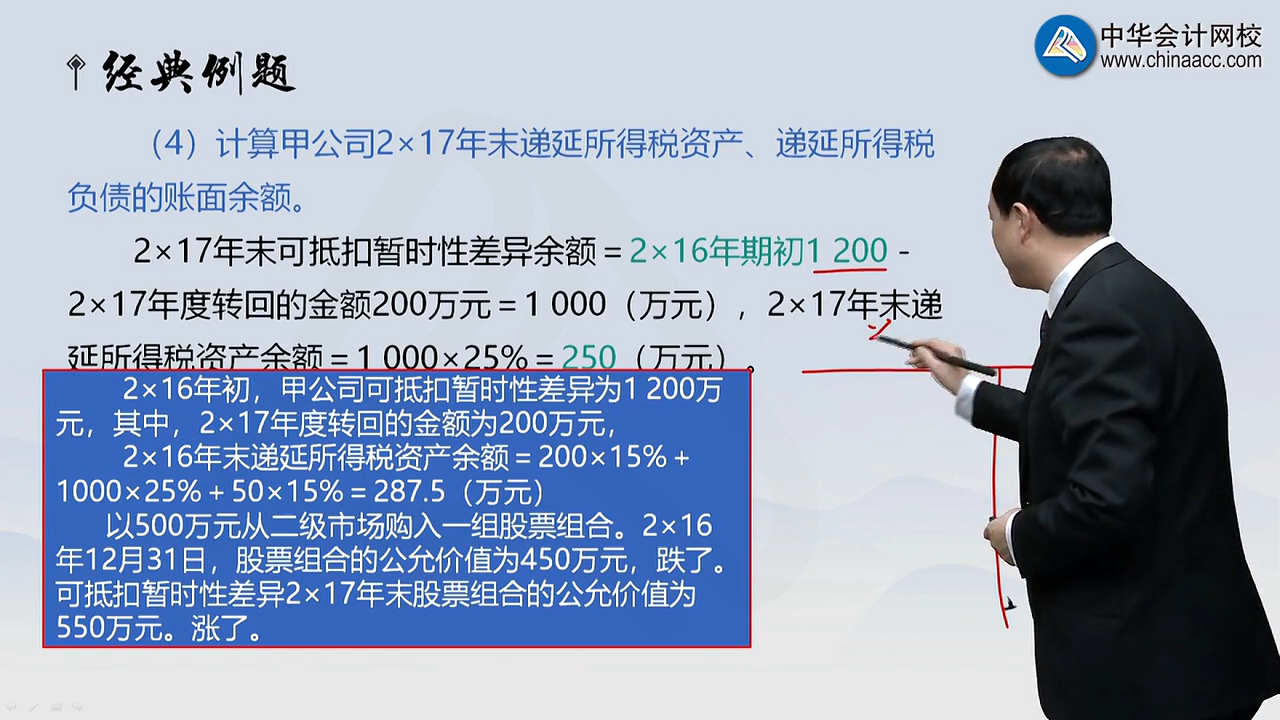 中华会计网校
www.chinaacc.com
经典例题
（4）计算甲公司2×17年末递延所得税资产、递延所得税
负债的账面余额。
2×17年末可抵扣暂时性差异余额＝2×16年期初1 200－
2×17年度转回的金额200万元＝1 000（万元），2×17年末递
延所得税资产余额＝1 000×25%＝250（万元）。
2×16年初，甲公司可抵扣暂时性差异为1 200万
元，其中，2×17年度转回的金额为200万元，
2×16年末递延所得税资产余额＝200×15%＋
1000×25%＋50×15%＝287.5（万元）
以500万元从二级市场购入一组股票组合。2×16
年12月31日，股票组合的公允价值为450万元，跌了。
可抵扣暂时性差异2×17年末股票组合的公允价值为
550万元。涨了。